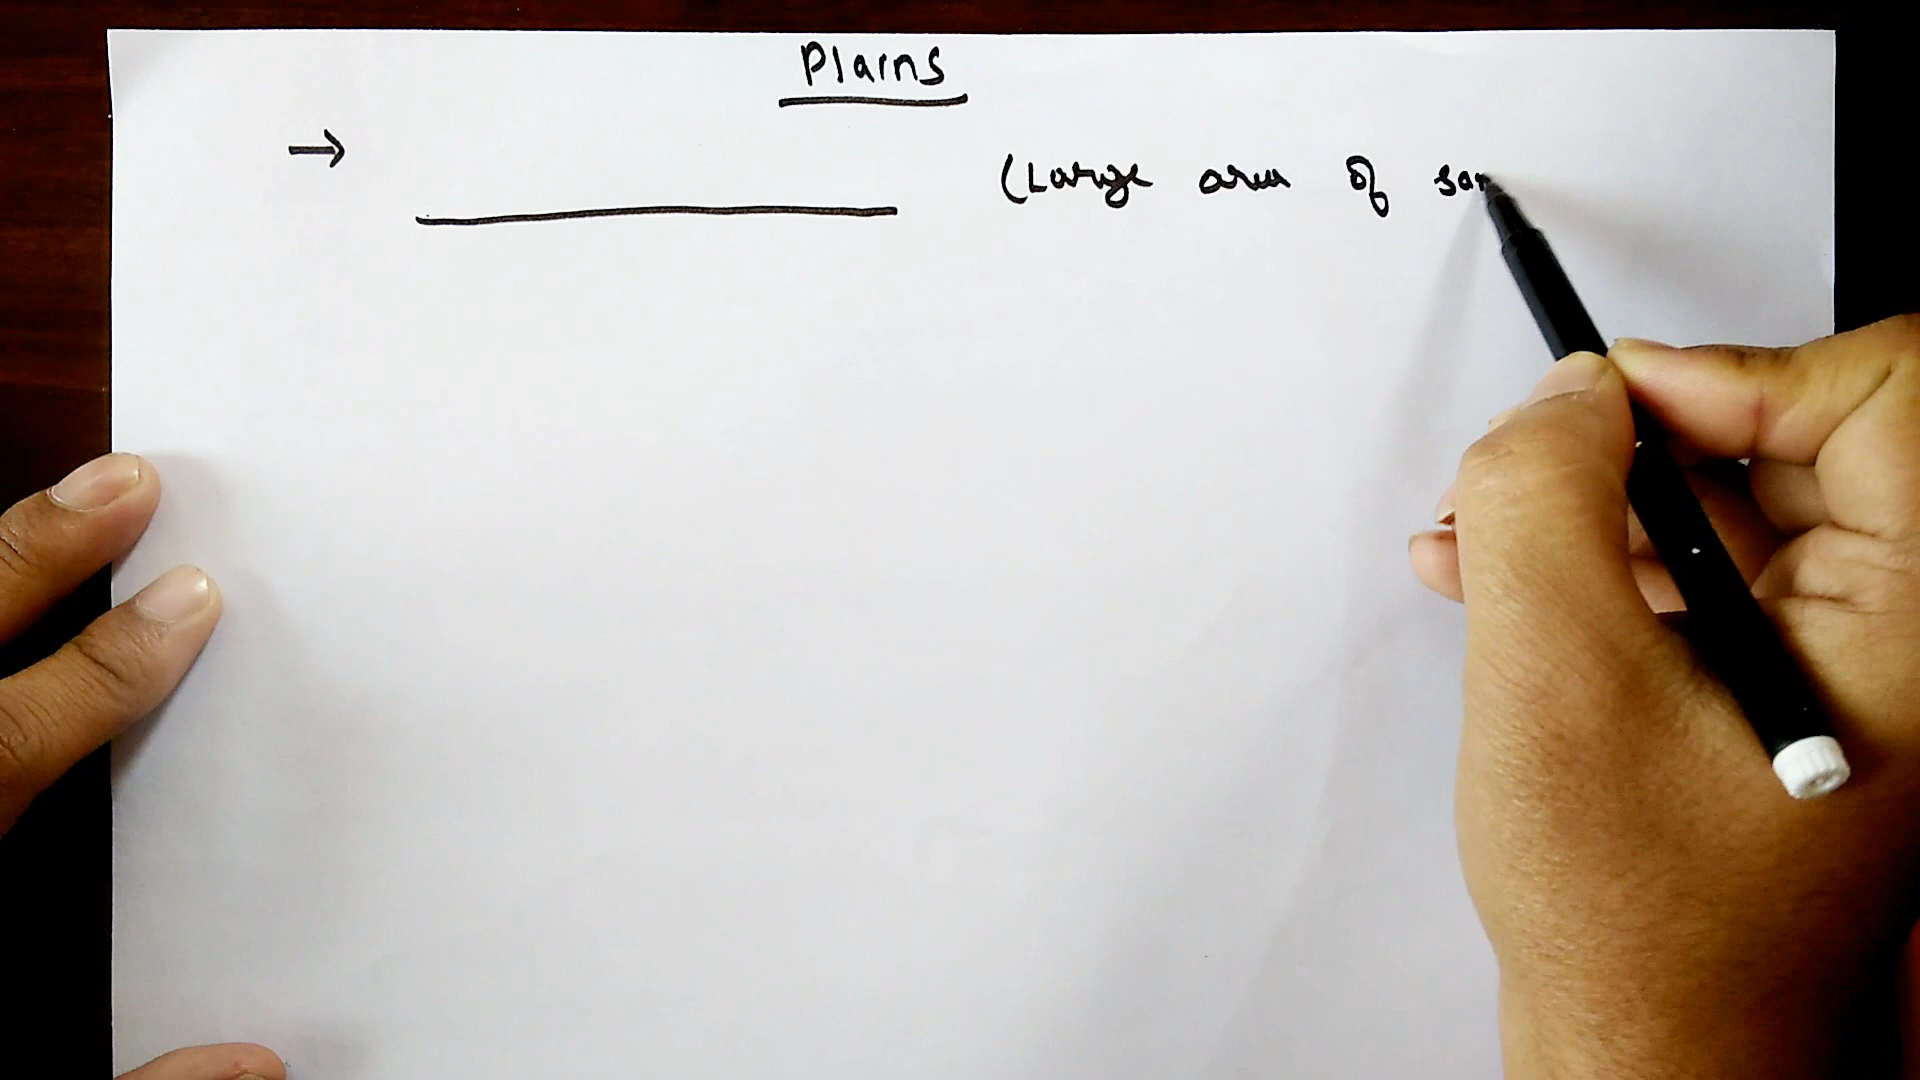 Plains
→
(Large area of